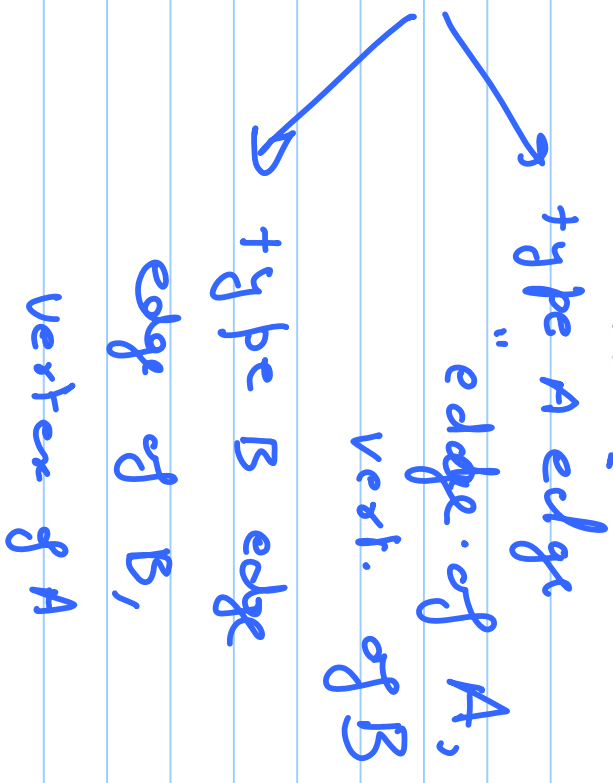 type A edge
: edge of A,
vert. of B
type B edge
edge of B,
vertex of A